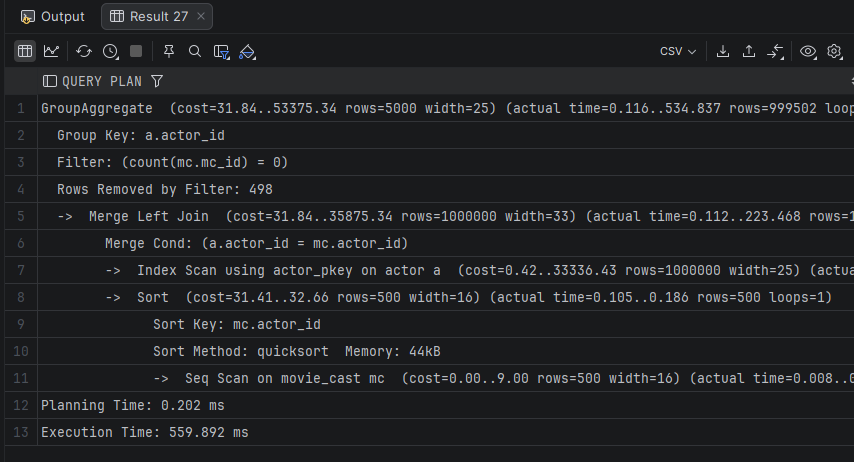 Output
Result 27
CSV
QUERY PLAN
1 GroupAggregate (cost=31.84..53375.34 rows=5000 width=25) (actual time=0.116..534.837 rows=999502 loop
2 Group Key: a.actor_id
3 Filter: (count(mc.mc_id) = 0)
4 Rows Removed by Filter: 498
5 -> Merge Left Join (cost=31.84..35875.34 rows=1000000 width=33) (actual time=0.112..223.468 rows=1
6 Merge Cond: (a.actor_id = mc.actor_id)
7 -> Index Scan using actor_pkey on actor a (cost=0.42..33336.43 rows=1000000 width=25) (actua
8 -> Sort (cost=31.41..32.66 rows=500 width=16) (actual time=0.105..0.186 rows=500 loops=1)
9 Sort Key: mc.actor_id
10 Sort Method: quicksort Memory: 44kB
11 -> Seq Scan on movie_cast mc (cost=0.00..9.00 rows=500 width=16) (actual time=0.008..0
12 Planning Time: 0.202 ms
13 Execution Time: 559.892 ms